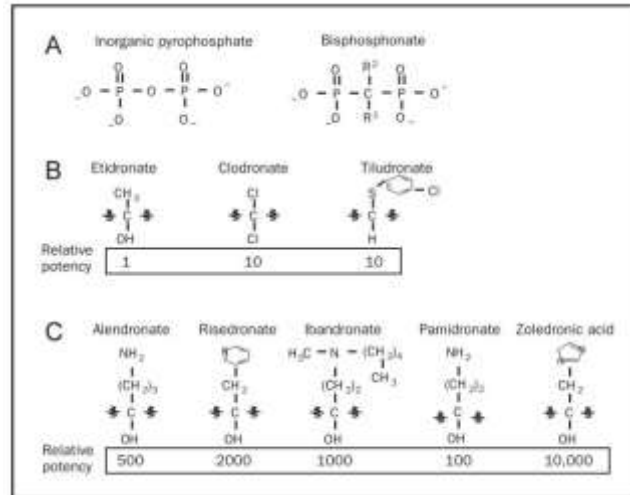 A
Inorganic pyrophosphate Bisphosphonate
O O O R² O
-O - P - O - P - O- -O - P - C - P - O-
-O O- -O R¹ O-
B
Etidronate Clodronate Tiludronate
CH3 Cl S Cl
C C C
OH Cl H
Relative potency 1 10 10
C
Alendronate Risedronate Ibandronate Pamidronate Zoledronic acid
NH2 H3C - N - (CH2)4 NH2
CH3
(CH2)3 CH2 (CH2)2 (CH2)2 CH2
C C C C C
OH OH OH OH OH
Relative potency 500 2000 1000 100 10,000